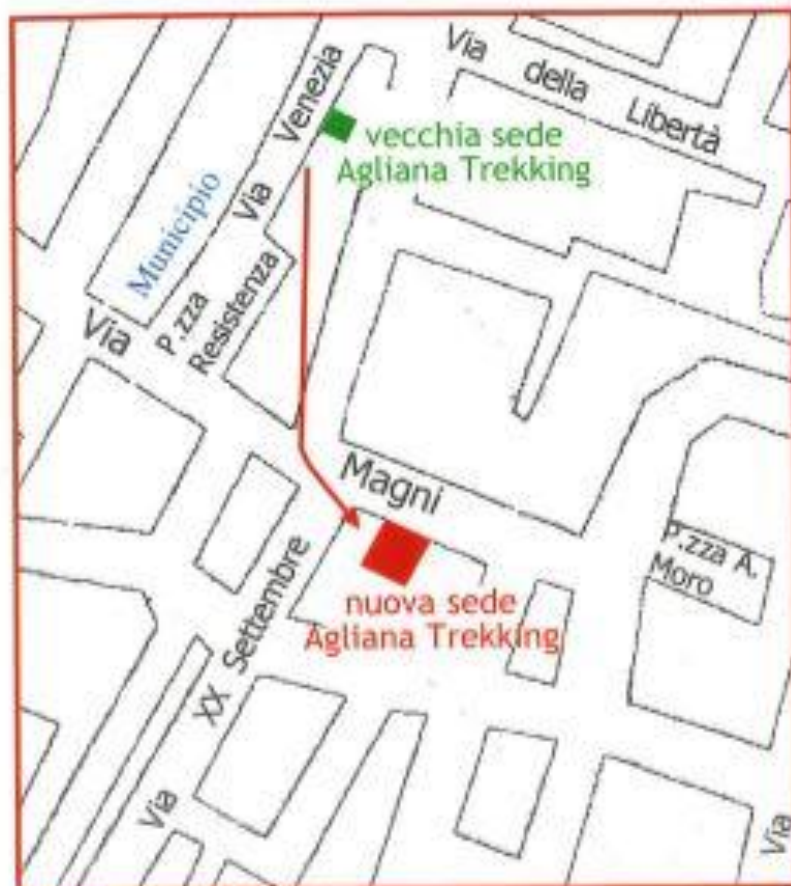 Via della Libertà
Via Venezia
vecchia sede
Agliana Trekking
Municipio
P.zza
Resistenza
Via Magni
P.zza A.
Moro
nuova sede
Agliana Trekking
Via XX Settembre
Via